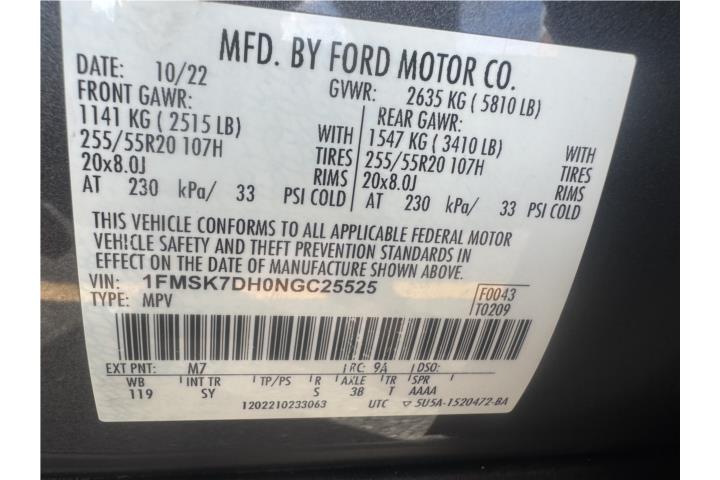 MFD. BY FORD MOTOR CO.
DATE: 10/22 GVWR: 2635 KG ( 5810 LB)
FRONT GAWR: REAR GAWR:
1141 KG ( 2515 LB) WITH 1547 KG ( 3410 LB) WITH
255/55R20 107H TIRES 255/55R20 107H TIRES
20x8.0J RIMS 20x8.0J RIMS
AT 230 kPa/ 33 PSI COLD AT 230 kPa/ 33 PSI COLD
THIS VEHICLE CONFORMS TO ALL APPLICABLE FEDERAL MOTOR
VEHICLE SAFETY AND THEFT PREVENTION STANDARDS IN
EFFECT ON THE DATE OF MANUFACTURE SHOWN ABOVE.
VIN: 1FMSK7DH0NGC25525 F0043
TYPE: MPV T0209
EXT PNT: M7 RC: 9A DSO:
WB INT TR TP/PS R AXLE TR SPR
119 SY S 3B T AAAA
1202210233063 UTC ▽ 5U5A-1520472-BA